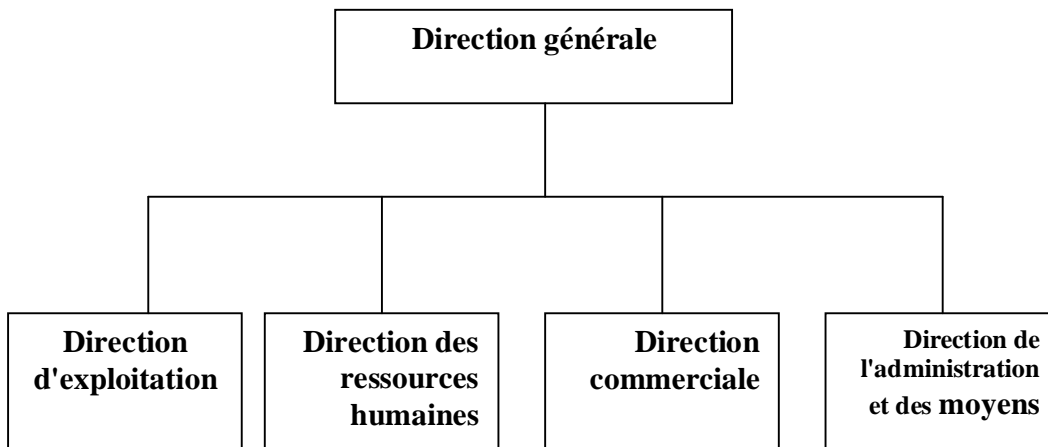 Direction générale
Direction
d'exploitation
Direction des
ressources
humaines
Direction
commerciale
Direction de
l'administration
et des moyens